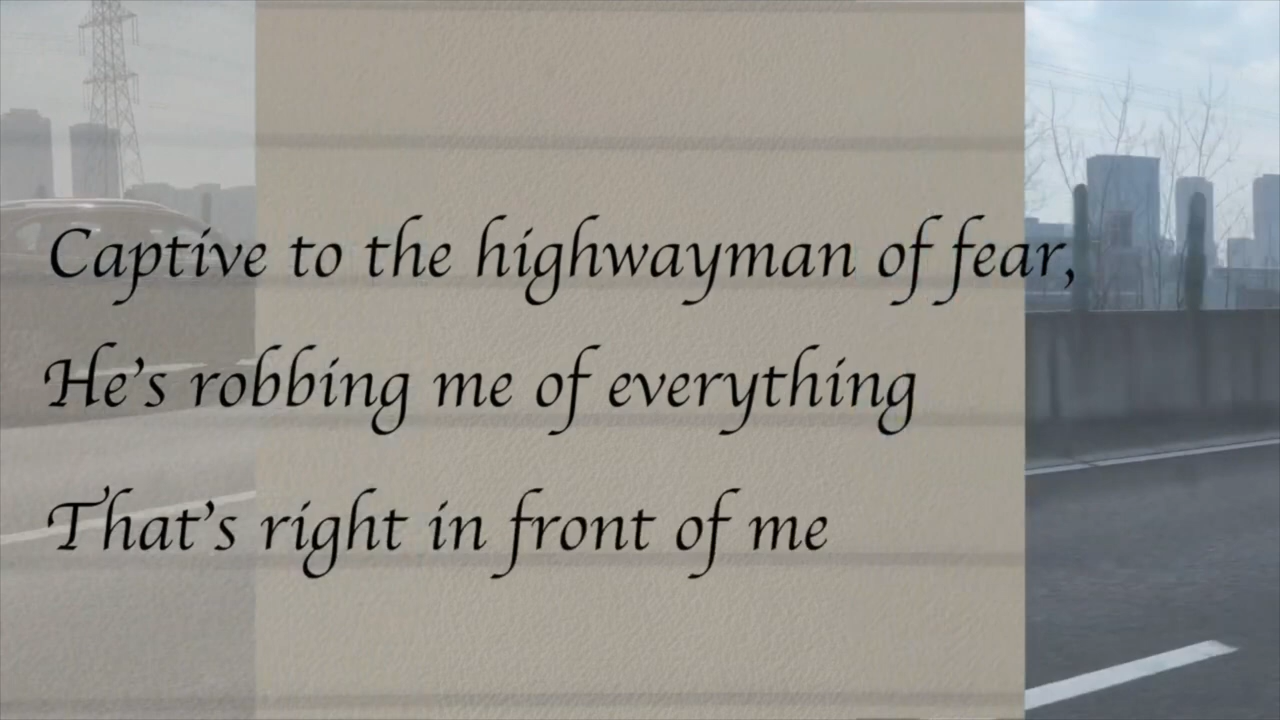 Captive to the highwayman of fear,
He's robbing me of everything
That's right in front of me